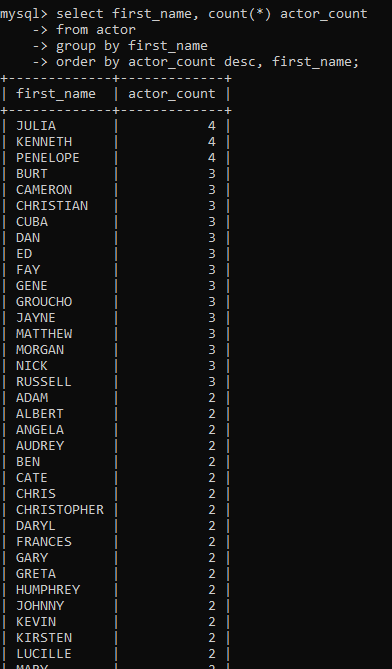 mysql> select first_name, count(*) actor_count
    -> from actor
    -> group by first_name
    -> order by actor_count desc, first_name;
+-------------+-------------+
| first_name  | actor_count |
+-------------+-------------+
| JULIA       |           4 |
| KENNETH     |           4 |
| PENELOPE    |           4 |
| BURT        |           3 |
| CAMERON     |           3 |
| CHRISTIAN   |           3 |
| CUBA        |           3 |
| DAN         |           3 |
| ED          |           3 |
| FAY         |           3 |
| GENE        |           3 |
| GROUCHO     |           3 |
| JAYNE       |           3 |
| MATTHEW     |           3 |
| MORGAN      |           3 |
| NICK        |           3 |
| RUSSELL     |           3 |
| ADAM        |           2 |
| ALBERT      |           2 |
| ANGELA      |           2 |
| AUDREY      |           2 |
| BEN         |           2 |
| CATE        |           2 |
| CHRIS       |           2 |
| CHRISTOPHER |           2 |
| DARYL       |           2 |
| FRANCES     |           2 |
| GARY        |           2 |
| GRETA       |           2 |
| HUMPHREY    |           2 |
| JOHNNY      |           2 |
| KEVIN       |           2 |
| KIRSTEN     |           2 |
| LUCILLE     |           2 |